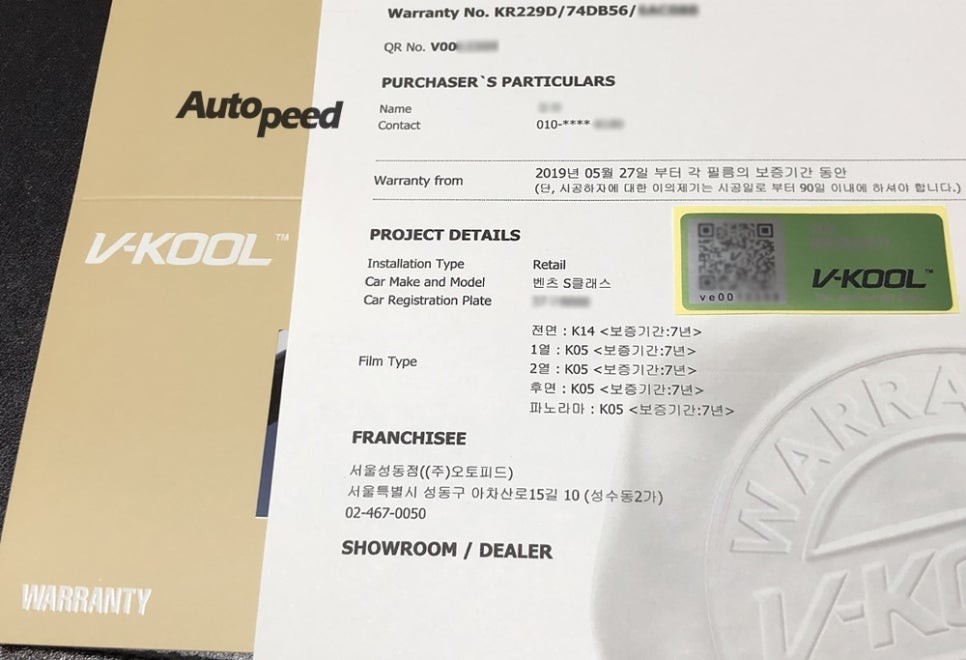 Warranty No. KR229D/74DB56/
QR No. V00
PURCHASER`S PARTICULARS
Name
Contact 010-****
Warranty from 2019년 05월 27일 부터 각 필름의 보증기간 동안
(단, 시공하자에 대한 이의제기는 시공일로 부터 90일 이내에 하셔야 합니다.)
PROJECT DETAILS
Installation Type Retail
Car Make and Model 벤츠 S클래스
Car Registration Plate
Film Type
전면 : K14 <보증기간:7년>
1열 : K05 <보증기간:7년>
2열 : K05 <보증기간:7년>
후면 : K05 <보증기간:7년>
파노라마 : K05 <보증기간:7년>
FRANCHISEE
서울성동점((주)오토피드)
서울특별시 성동구 아차산로15길 10 (성수동2가)
02-467-0050
SHOWROOM / DEALER
Autopeed
V-KOOL™
WARRANTY
V-KOOL™
ve00
WARRA
V-KO